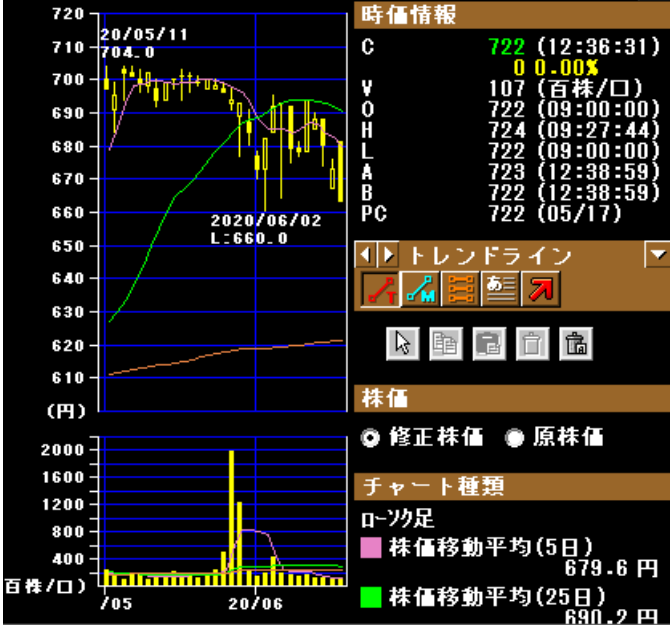 720
710
700
690
680
670
660
650
640
630
620
610
(円)
20/05/11
704.0
2020/06/02
L:660.0
2000
1600
1200
800
400
百株/口)
/05
20/06
時価情報
C 722 (12:36:31)
0 0.00%
V 107 (百株/口)
O 722 (09:00:00)
H 724 (09:27:44)
L 722 (09:00:00)
A 723 (12:38:59)
B 722 (12:38:59)
PC 722 (05/17)
トレンドライン
T
M
あ
株価
修正株価 原株価
チャート種類
ローソク足
株価移動平均(5日)
679.6 円
株価移動平均(25日)
690.2 円